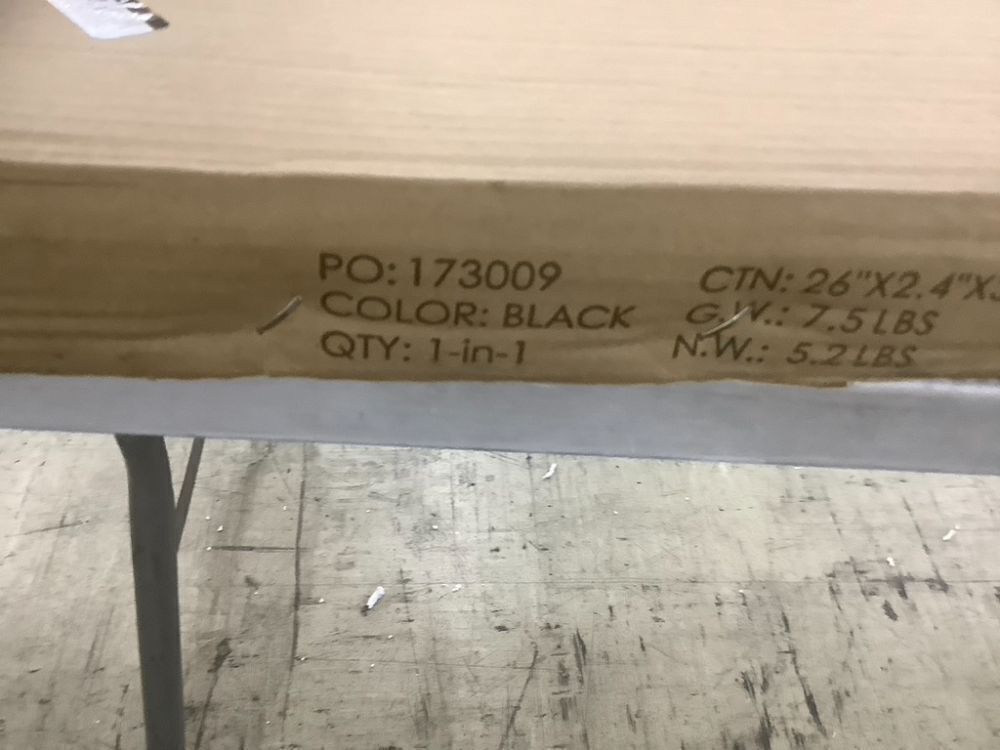 PO: 173009
COLOR: BLACK
QTY: 1-in-1
CTN: 26"X2.4"X
G.W.: 7.5 LBS
N.W.: 5.2 LBS